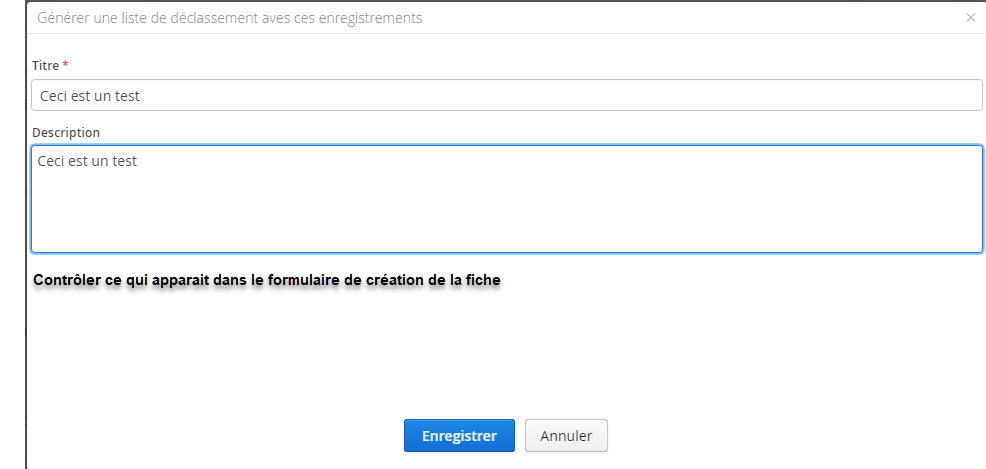 Générer une liste de déclassement aves ces enregistrements
Titre *
Ceci est un test
Description
Ceci est un test
Contrôler ce qui apparait dans le formulaire de création de la fiche
Enregistrer Annuler